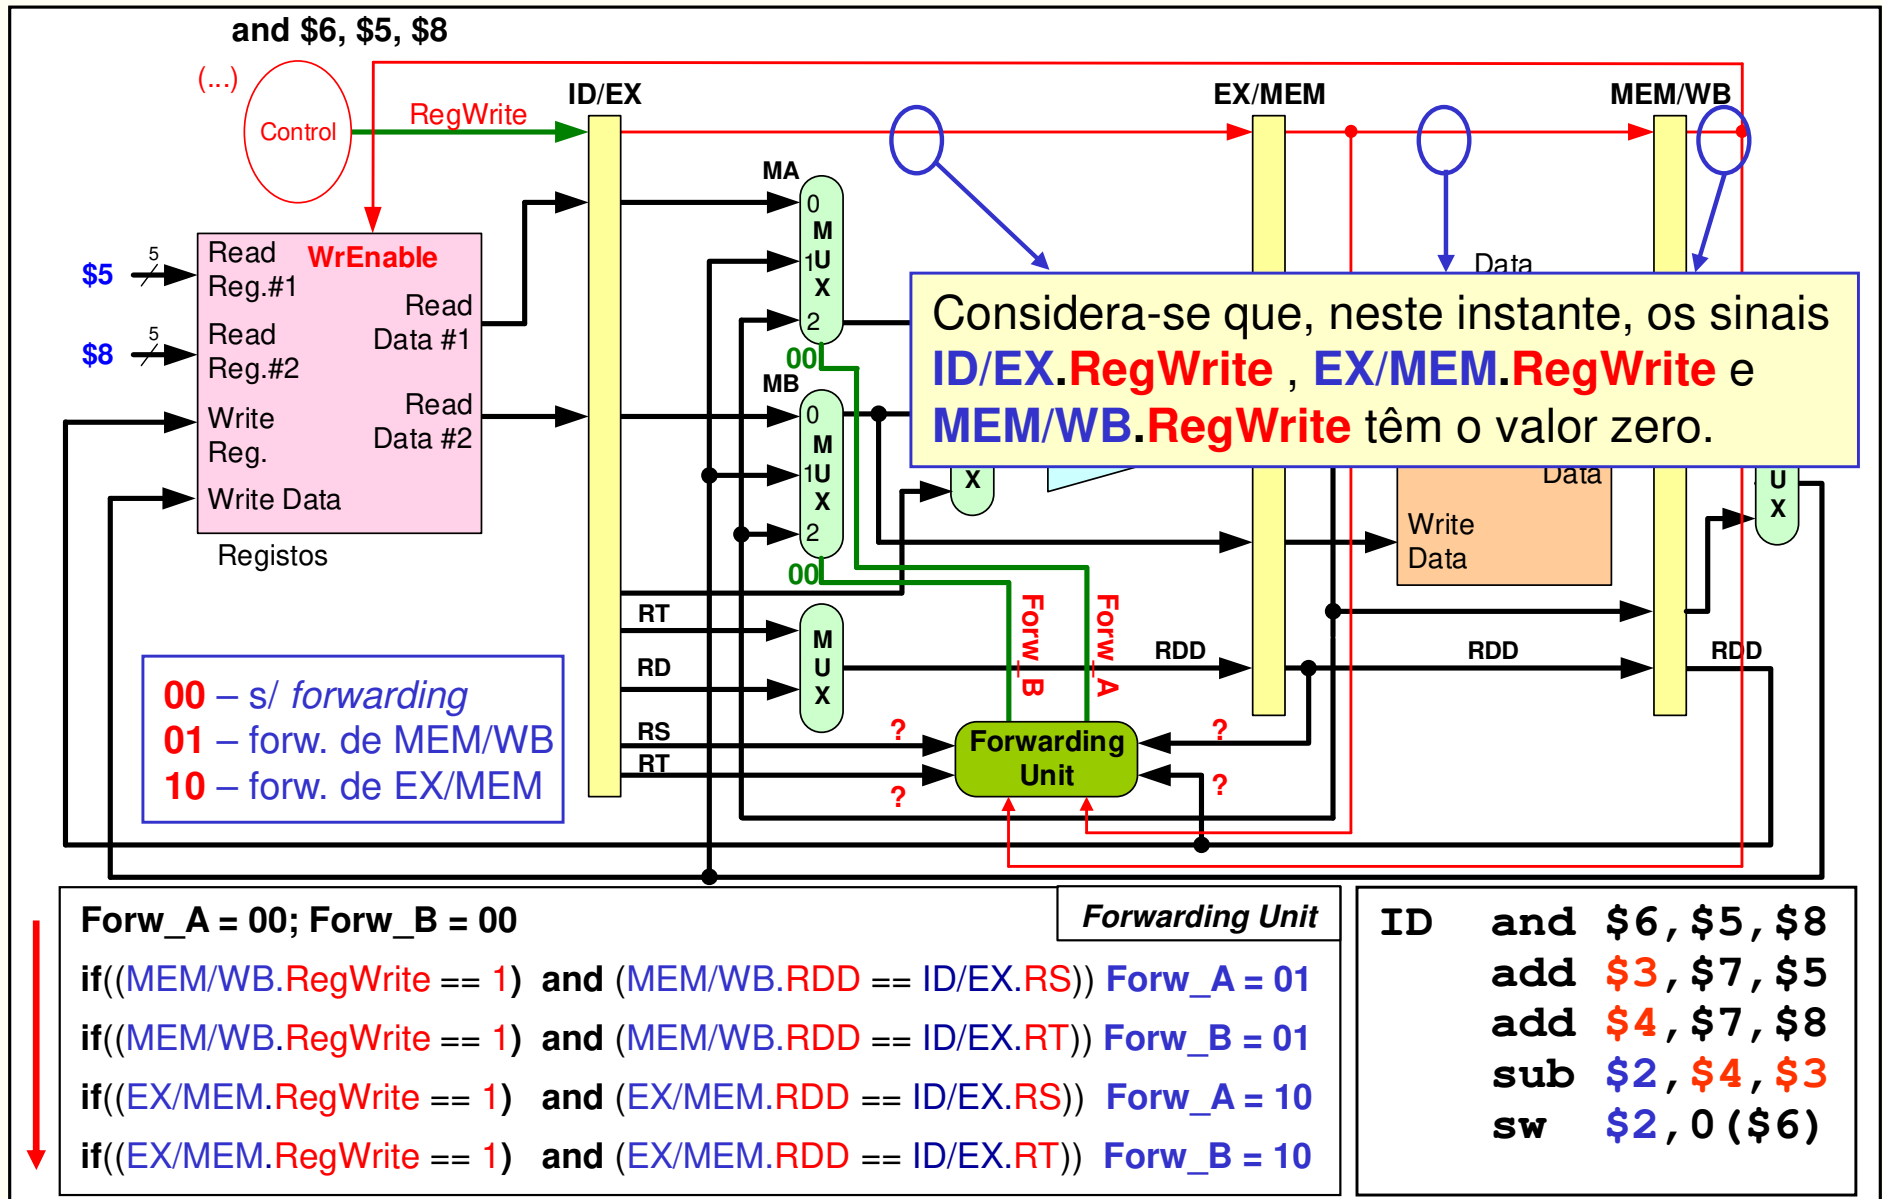 and $6, $5, $8
(...)
Control
RegWrite
ID/EX
EX/MEM
MEM/WB
MA
0
M
1U
X
2
00
MB
0
M
1U
X
2
00
$5
5
$8
5
Read
Reg.#1
WrEnable
Read
Data #1
Read
Reg.#2
Write
Reg.
Read
Data #2
Write Data
Registos
Data
Considera-se que, neste instante, os sinais
ID/EX.RegWrite , EX/MEM.RegWrite e
MEM/WB.RegWrite têm o valor zero.
X
Data
Write
Data
U
X
RT
RD
M
U
X
RS
RT
Forw_B
Forw_A
RDD
RDD
RDD
?
?
?
?
Forwarding
Unit
00 – s/ forwarding
01 – forw. de MEM/WB
10 – forw. de EX/MEM
Forw_A = 00; Forw_B = 00
Forwarding Unit
if((MEM/WB.RegWrite == 1) and (MEM/WB.RDD == ID/EX.RS)) Forw_A = 01
if((MEM/WB.RegWrite == 1) and (MEM/WB.RDD == ID/EX.RT)) Forw_B = 01
if((EX/MEM.RegWrite == 1) and (EX/MEM.RDD == ID/EX.RS)) Forw_A = 10
if((EX/MEM.RegWrite == 1) and (EX/MEM.RDD == ID/EX.RT)) Forw_B = 10
ID and $6,$5,$8
add $3,$7,$5
add $4,$7,$8
sub $2,$4,$3
sw $2,0($6)